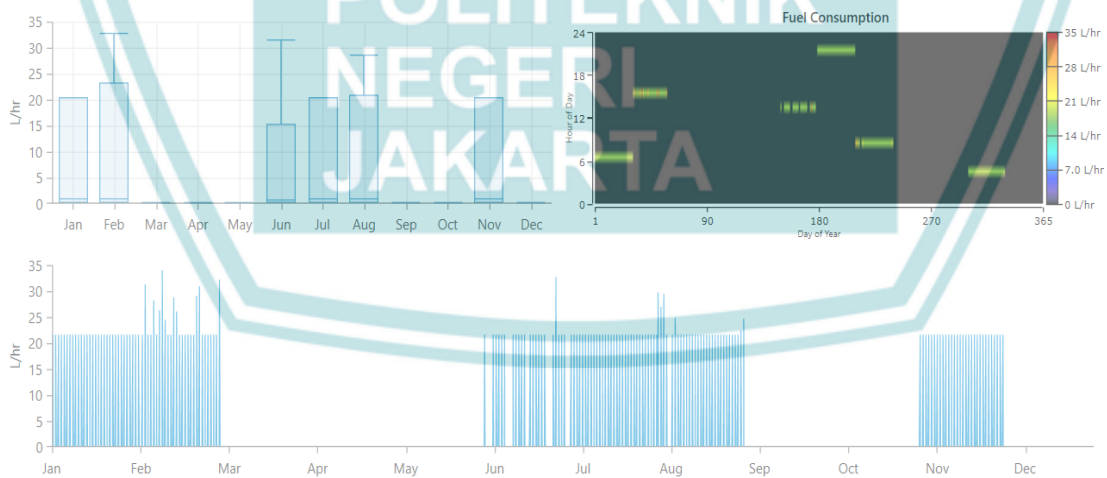 POLITEKNIK
NEGERI
JAKARTA
35
30
25
20
15
10
5
0
L/hr
Jan Feb Mar Apr May Jun Jul Aug Sep Oct Nov Dec
Fuel Consumption
24
18
12
6
0
Hour of Day
1 90 180 270 365
Day of Year
35 L/hr
28 L/hr
21 L/hr
14 L/hr
7.0 L/hr
0 L/hr
35
30
25
20
15
10
5
0
L/hr
Jan Feb Mar Apr May Jun Jul Aug Sep Oct Nov Dec